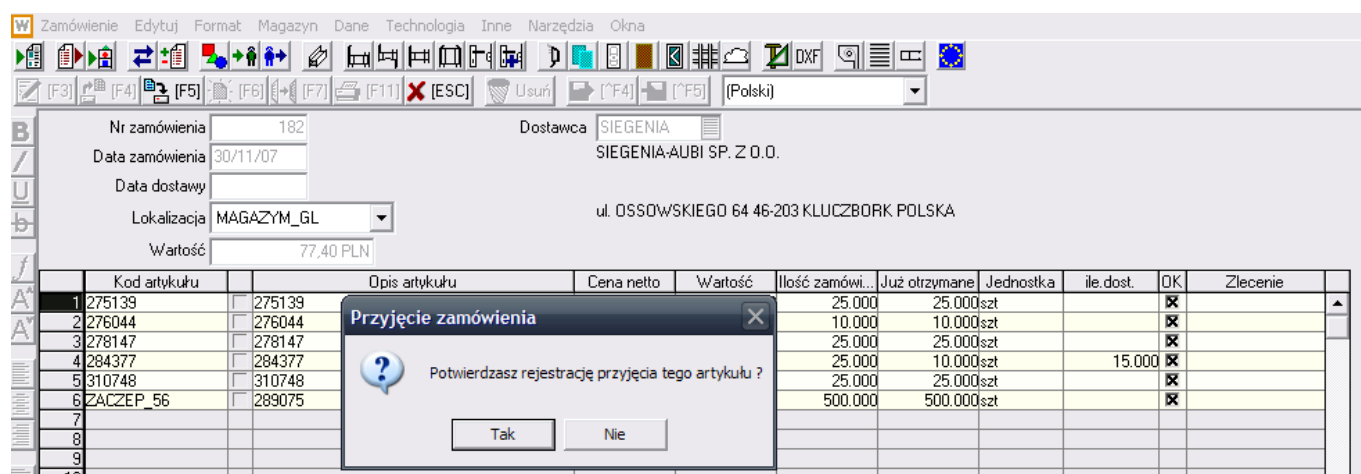 W Zamówienie Edytuj Format Magazyn Dane Technologia Inne Narzędzia Okna
DXF
[F3] [F4] [F5] [F6] [F7] [F11] [ESC] Usuń [^F4] [^F5] (Polski)
Nr zamówienia 182 Dostawca SIEGENIA
Data zamówienia 30/11/07 SIEGENIA-AUBI SP. Z O.O.
Data dostawy
Lokalizacja MAGAZYM_GL ul. OSSOWSKIEGO 64 46-203 KLUCZBORK POLSKA
Wartość 77,40 PLN
Kod artykułu Opis artykułu Cena netto Wartość Ilość zamówi... Już otrzymane Jednostka ile.dost. OK Zlecenie
1 275139 275139 25.000 25.000 szt
2 276044 276044 10.000 10.000 szt
3 278147 278147 25.000 25.000 szt
4 284377 284377 25.000 10.000 szt 15.000
5 310748 310748 25.000 25.000 szt
6 ZACZEP_56 289075 500.000 500.000 szt
7
8
9
Przyjęcie zamówienia
Potwierdzasz rejestrację przyjęcia tego artykułu ?
Tak Nie
B
I
U
b
f
A
A